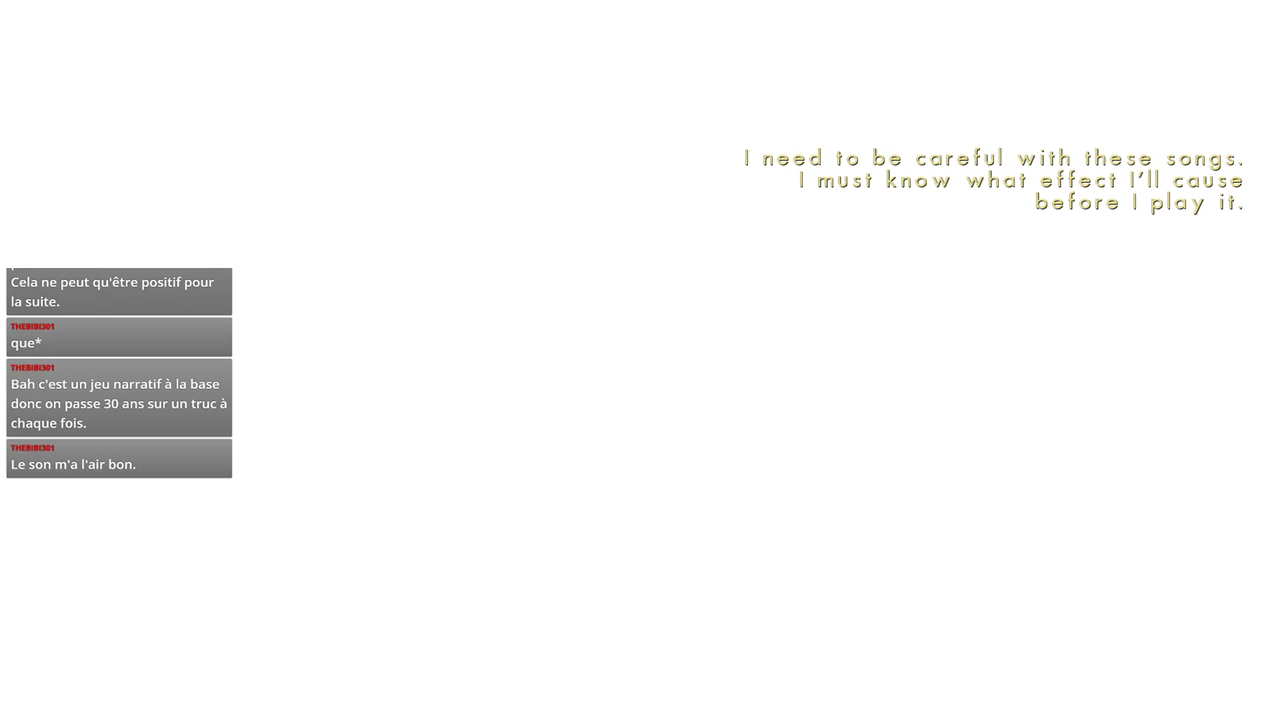 I need to be careful with these songs.
I must know what effect I'll cause
before I play it.
Cela ne peut qu'être positif pour
la suite.
THEBIBI301
que*
THEBIBI301
Bah c'est un jeu narratif à la base
donc on passe 30 ans sur un truc à
chaque fois.
THEBIBI301
Le son m'a l'air bon.